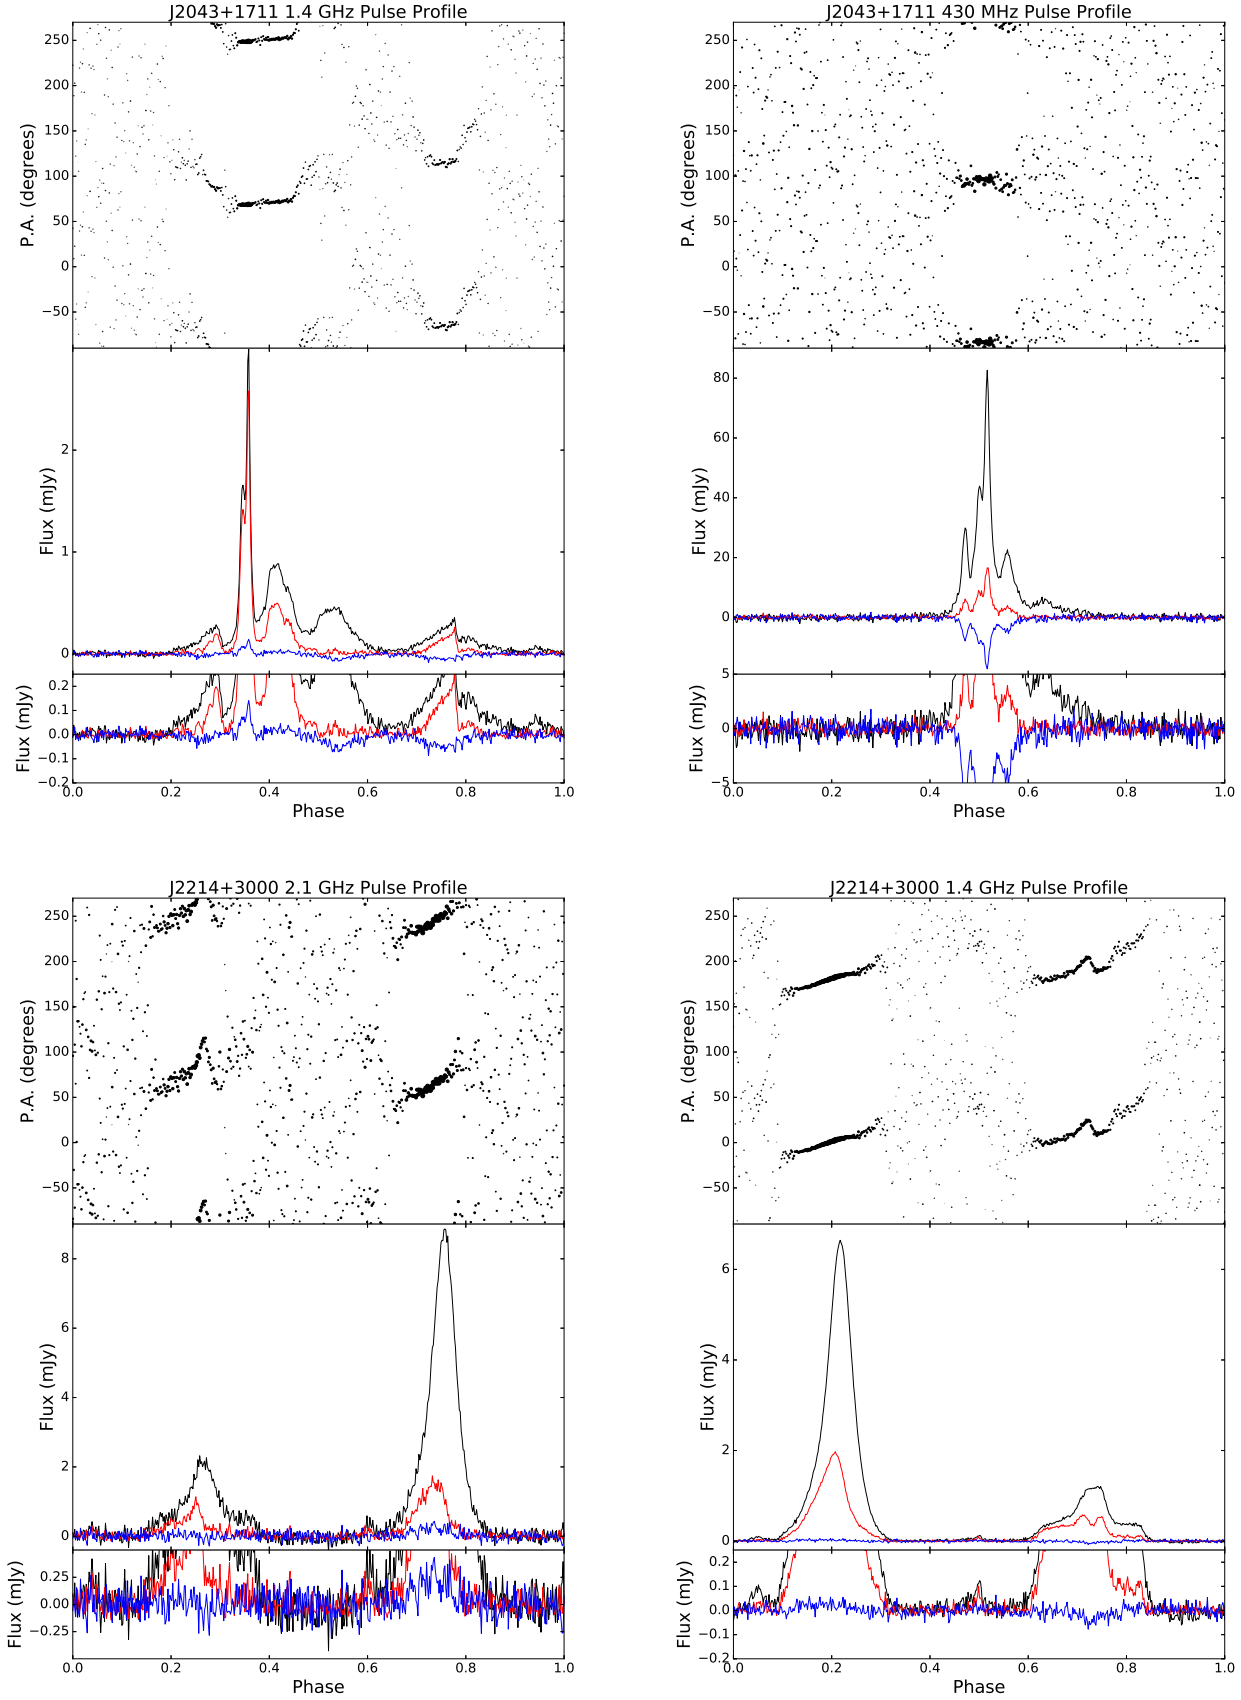 J2043+1711 1.4 GHz Pulse Profile
250
200
150
100
50
0
−50
P.A. (degrees)
2
1
0
Flux (mJy)
0.2
0.1
0.0
−0.1
−0.2
Flux (mJy)
0.0 0.2 0.4 0.6 0.8 1.0
Phase
J2043+1711 430 MHz Pulse Profile
250
200
150
100
50
0
−50
P.A. (degrees)
80
60
40
20
0
Flux (mJy)
5
0
−5
Flux (mJy)
0.0 0.2 0.4 0.6 0.8 1.0
Phase
J2214+3000 2.1 GHz Pulse Profile
250
200
150
100
50
0
−50
P.A. (degrees)
8
6
4
2
0
Flux (mJy)
0.25
0.00
−0.25
Flux (mJy)
0.0 0.2 0.4 0.6 0.8 1.0
Phase
J2214+3000 1.4 GHz Pulse Profile
250
200
150
100
50
0
−50
P.A. (degrees)
6
4
2
0
Flux (mJy)
0.2
0.1
0.0
−0.1
−0.2
Flux (mJy)
0.0 0.2 0.4 0.6 0.8 1.0
Phase